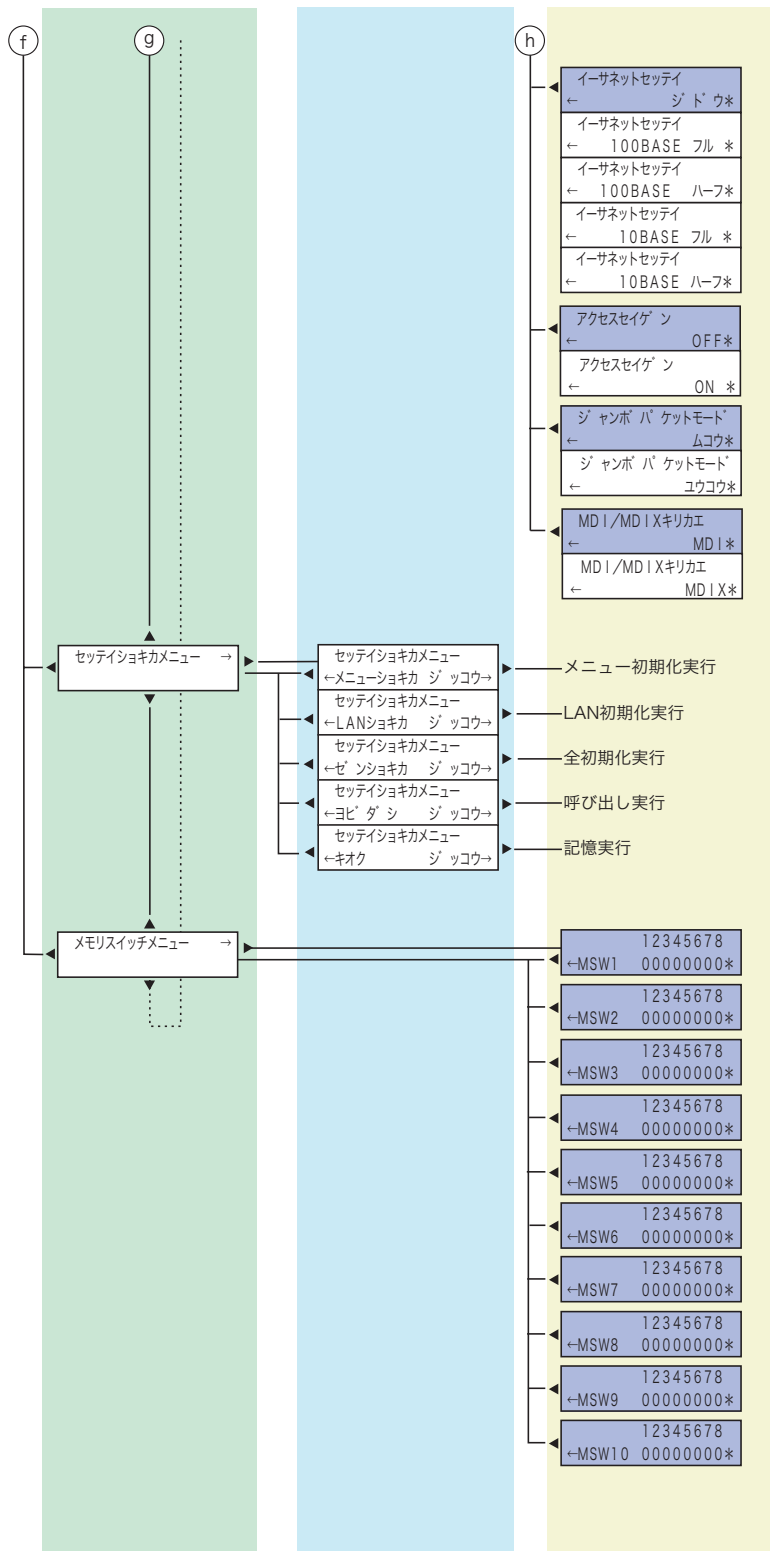 f
g
h
イーサネットセッテイ
← ジドウ*
イーサネットセッテイ
← 100BASE フル *
イーサネットセッテイ
← 100BASE ハーフ*
イーサネットセッテイ
← 10BASE フル *
イーサネットセッテイ
← 10BASE ハーフ*
アクセスセイゲン
← OFF*
アクセスセイゲン
← ON *
ジャンボパケットモード
← ムコウ*
ジャンボパケットモード
← ユウコウ*
MDI/MDIXキリカエ
← MDI*
MDI/MDIXキリカエ
← MDIX*
セッテイショキカメニュー →
セッテイショキカメニュー
←メニューショキカ ジッコウ→
メニュー初期化実行
セッテイショキカメニュー
←LANショキカ ジッコウ→
LAN初期化実行
セッテイショキカメニュー
←ゼンショキカ ジッコウ→
全初期化実行
セッテイショキカメニュー
←ヨビダシ ジッコウ→
呼び出し実行
セッテイショキカメニュー
←キオク ジッコウ→
記憶実行
メモリスイッチメニュー →
12345678
←MSW1 00000000*
12345678
←MSW2 00000000*
12345678
←MSW3 00000000*
12345678
←MSW4 00000000*
12345678
←MSW5 00000000*
12345678
←MSW6 00000000*
12345678
←MSW7 00000000*
12345678
←MSW8 00000000*
12345678
←MSW9 00000000*
12345678
←MSW10 00000000*